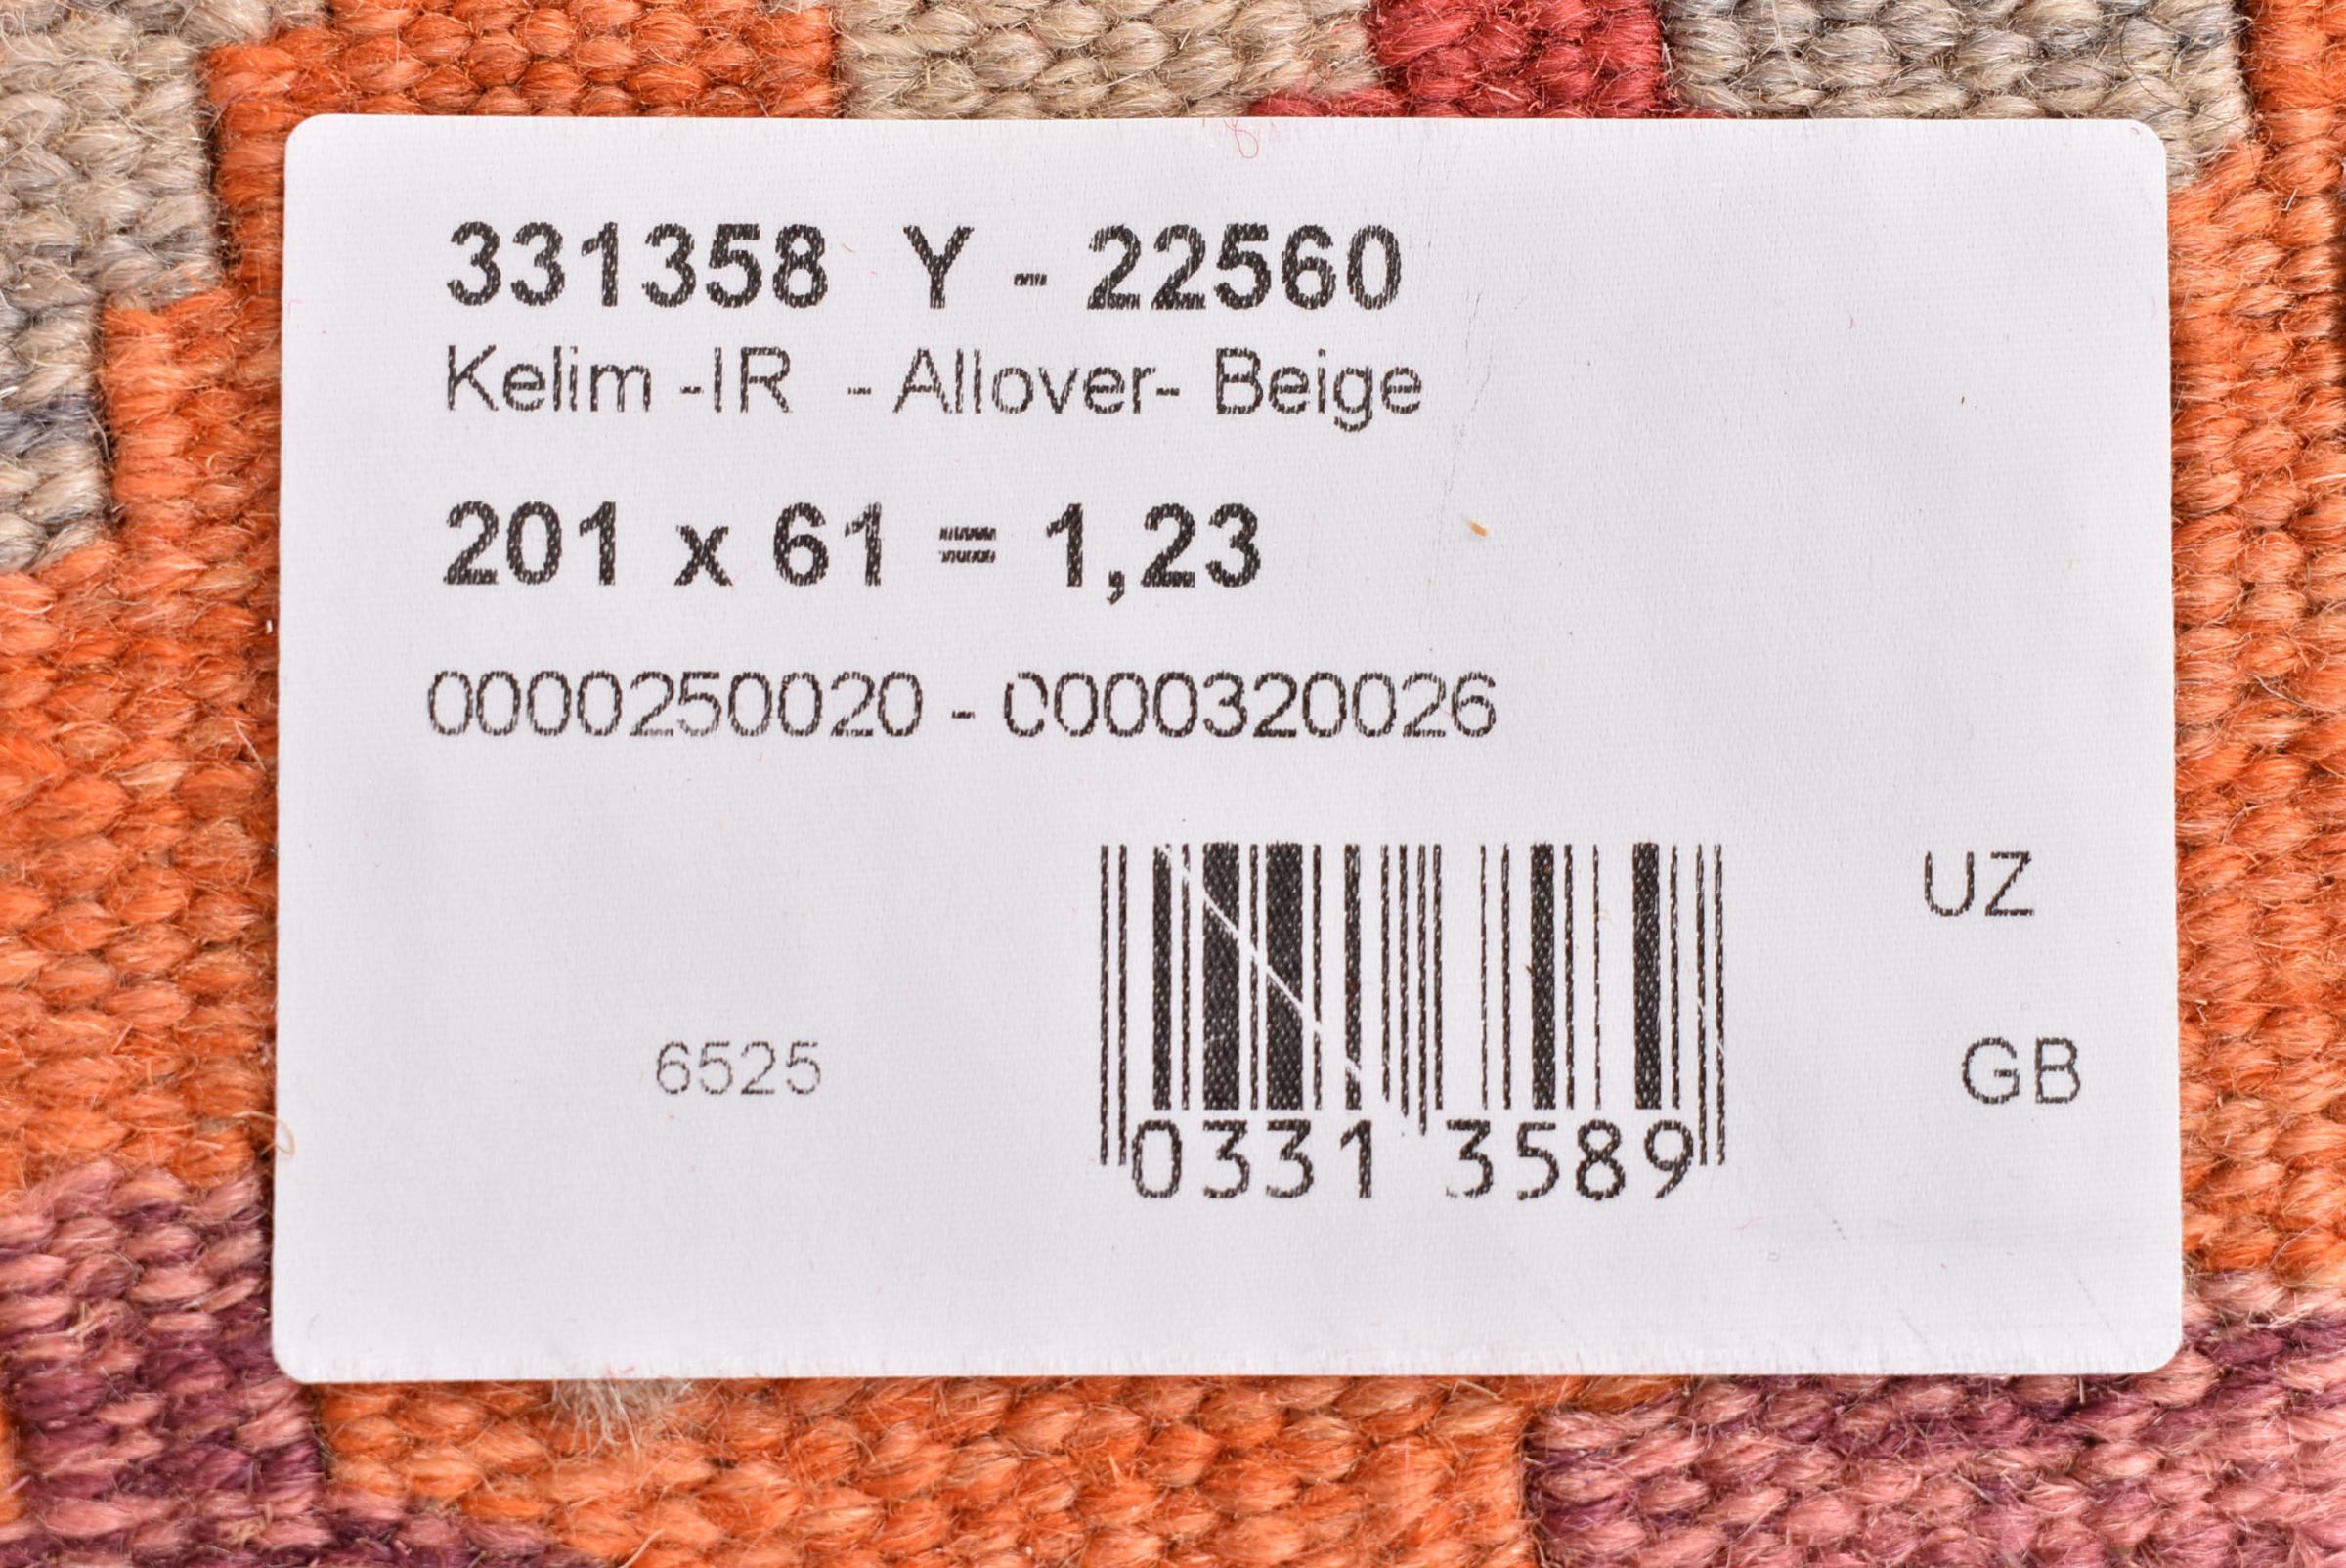 331358 Y - 22560
Kelim -IR - Allover- Beige
201 x 61 = 1,23
0000250020 - 0000320026
UZ
6525
GB
0331 3589